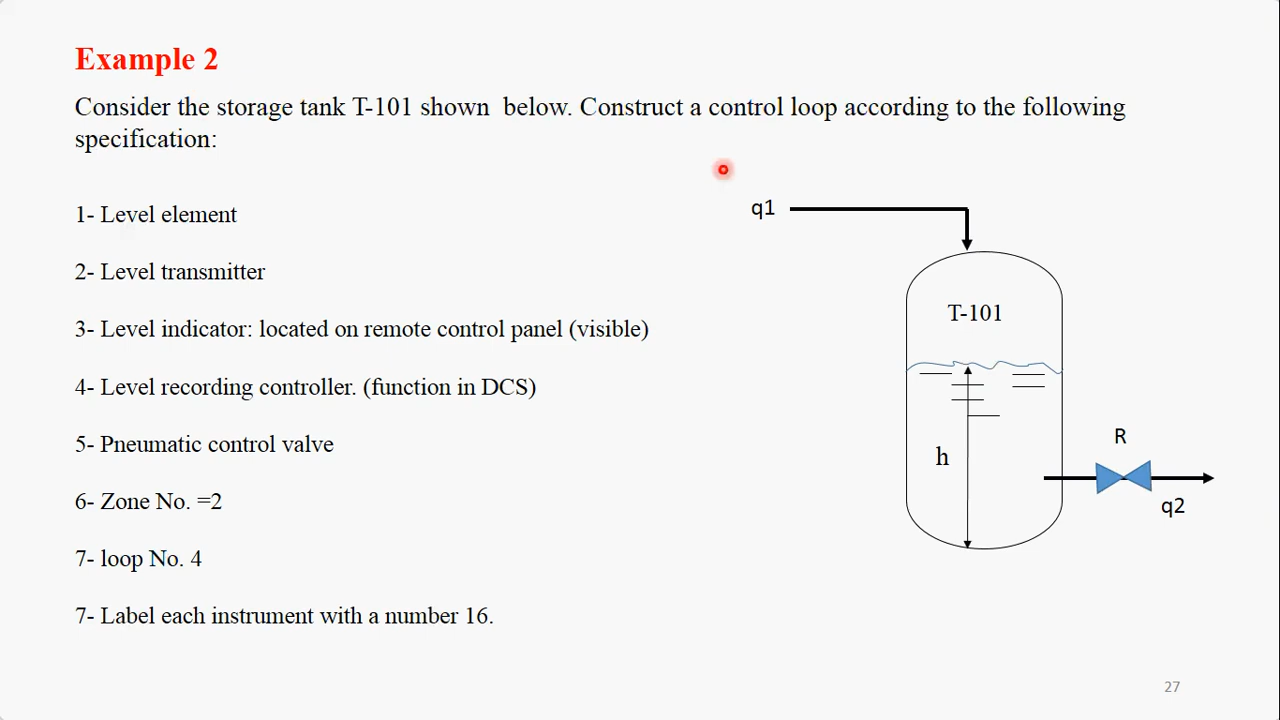 Example 2
Consider the storage tank T-101 shown  below. Construct a control loop according to the following
specification:
1- Level element
2- Level transmitter
3- Level indicator: located on remote control panel (visible)
4- Level recording controller. (function in DCS)
5- Pneumatic control valve
6- Zone No. =2
7- loop No. 4
7- Label each instrument with a number 16.
q1
T-101
h
R
q2
27